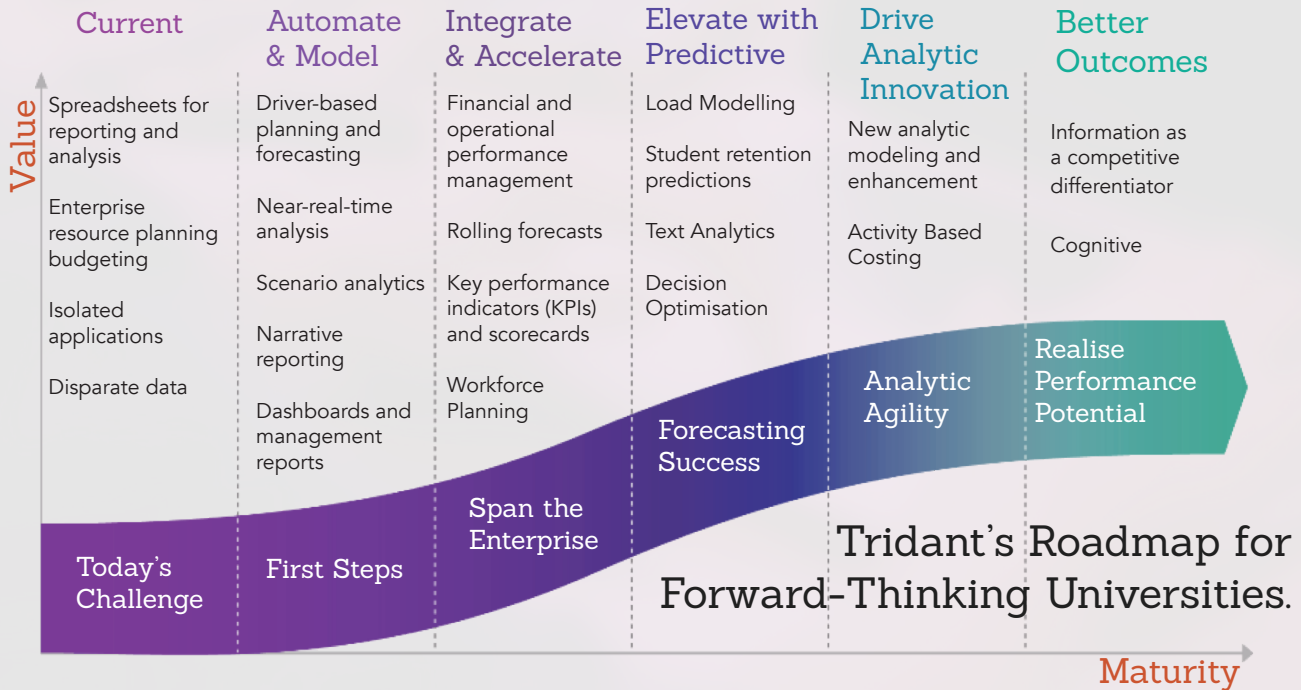 Current
Automate
& Model
Integrate
& Accelerate
Elevate with
Predictive
Drive
Analytic
Innovation
Better
Outcomes
Value
Spreadsheets for
reporting and
analysis
Enterprise
resource planning
budgeting
Isolated
applications
Disparate data
Driver-based
planning and
forecasting
Near-real-time
analysis
Scenario analytics
Narrative
reporting
Dashboards and
management
reports
Financial and
operational
performance
management
Rolling forecasts
Key performance
indicators (KPIs)
and scorecards
Workforce
Planning
Load Modelling
Student retention
predictions
Text Analytics
Decision
Optimisation
New analytic
modeling and
enhancement
Activity Based
Costing
Information as
a competitive
differentiator
Cognitive
Today's
Challenge
First Steps
Span the
Enterprise
Forecasting
Success
Analytic
Agility
Realise
Performance
Potential
Tridant's Roadmap for
Forward-Thinking Universities.
Maturity